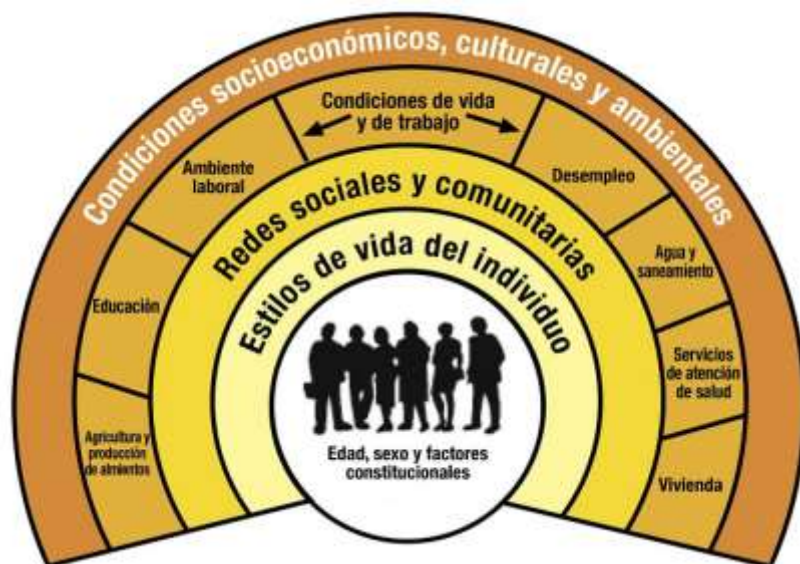 Condiciones socioeconómicos, culturales y ambientales
Condiciones de vida
y de trabajo
Ambiente
laboral
Desempleo
Educación
Agua y
saneamiento
Agricultura y
producción
de almientos
Servicios
de atención
de salud
Vivienda
Redes sociales y comunitarias
Estilos de vida del individuo
Edad, sexo y factores
constitucionales